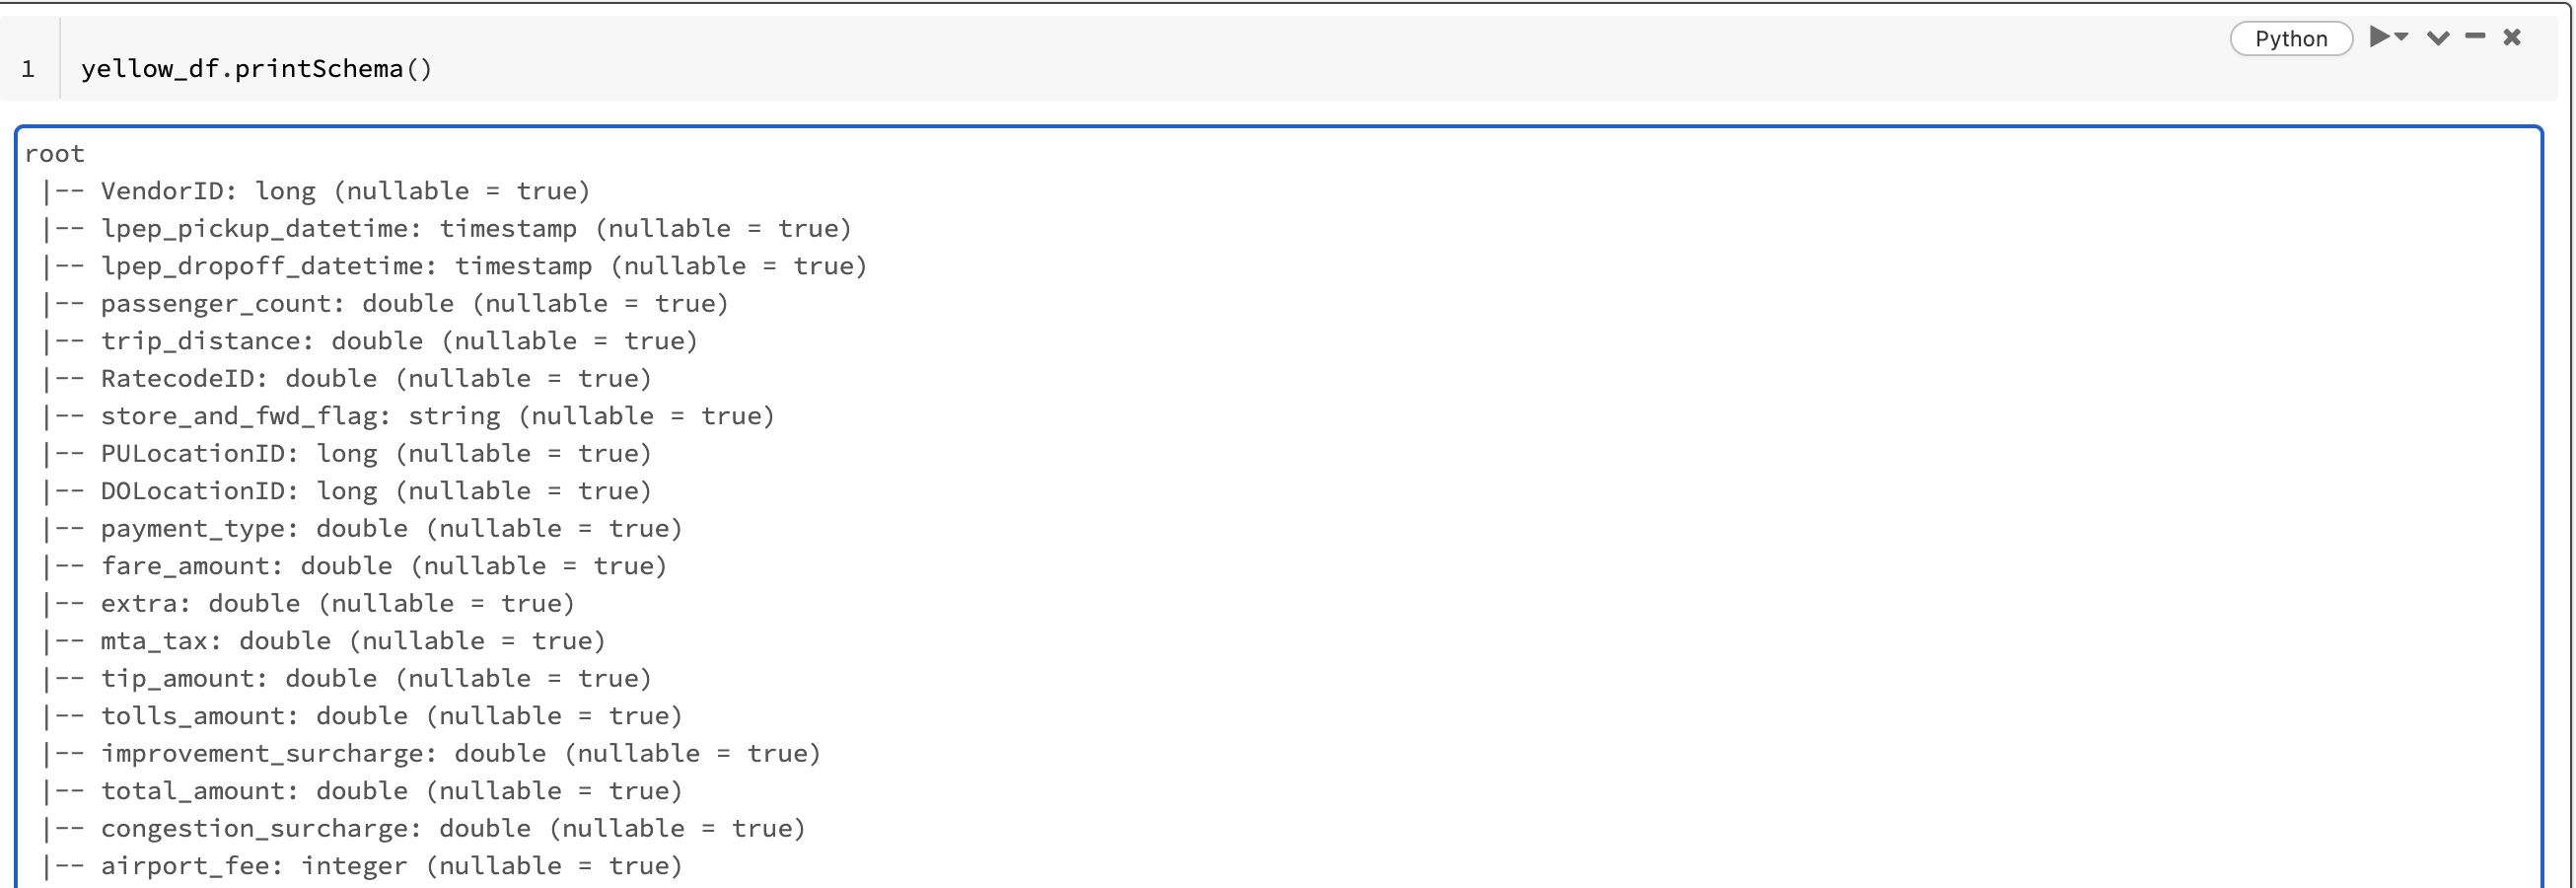 Python
1 yellow_df.printSchema()
root
 |-- VendorID: long (nullable = true)
 |-- lpep_pickup_datetime: timestamp (nullable = true)
 |-- lpep_dropoff_datetime: timestamp (nullable = true)
 |-- passenger_count: double (nullable = true)
 |-- trip_distance: double (nullable = true)
 |-- RatecodeID: double (nullable = true)
 |-- store_and_fwd_flag: string (nullable = true)
 |-- PULocationID: long (nullable = true)
 |-- DOLocationID: long (nullable = true)
 |-- payment_type: double (nullable = true)
 |-- fare_amount: double (nullable = true)
 |-- extra: double (nullable = true)
 |-- mta_tax: double (nullable = true)
 |-- tip_amount: double (nullable = true)
 |-- tolls_amount: double (nullable = true)
 |-- improvement_surcharge: double (nullable = true)
 |-- total_amount: double (nullable = true)
 |-- congestion_surcharge: double (nullable = true)
 |-- airport_fee: integer (nullable = true)